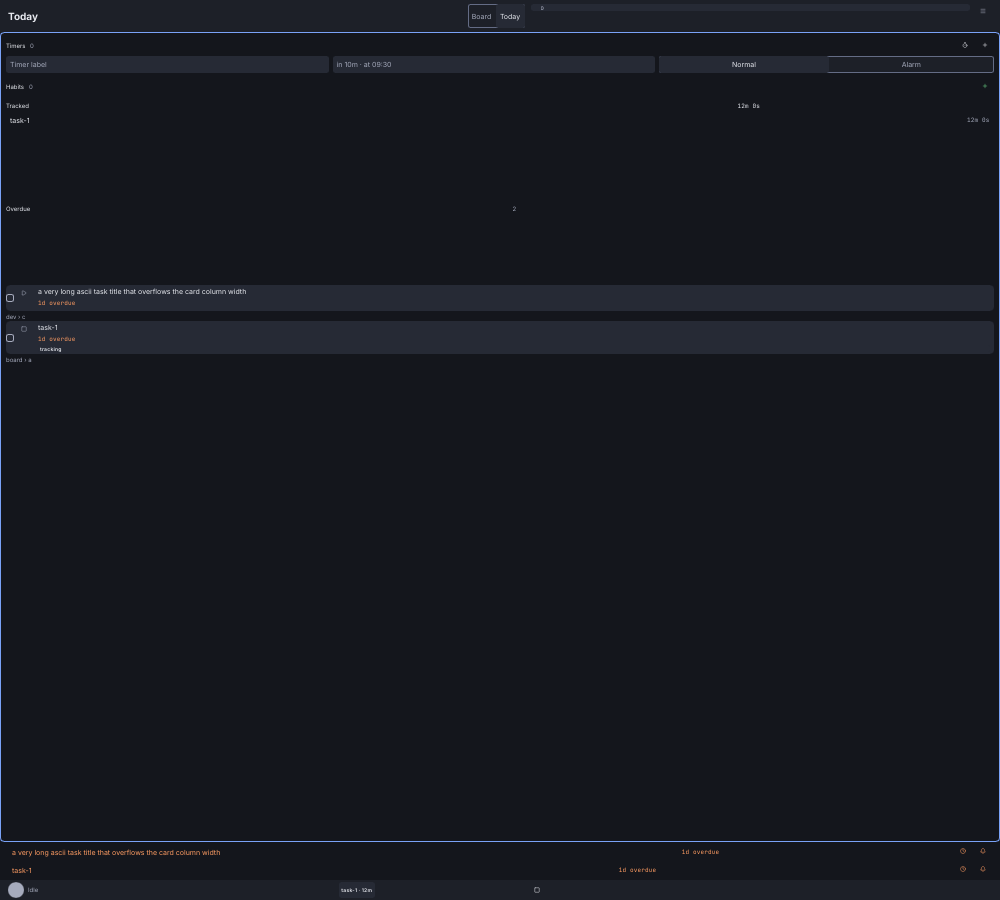 Today
Board Today
Timers 0
Timer label in 10m · at 09:30 Normal Alarm
Habits 0
Tracked 12m 0s
task-1 12m 0s
Overdue 2
a very long ascii task title that overflows the card column width
1d overdue
dev › c
task-1
1d overdue
tracking
board › a
a very long ascii task title that overflows the card column width 1d overdue
task-1 1d overdue
Idle task-1 · 12m